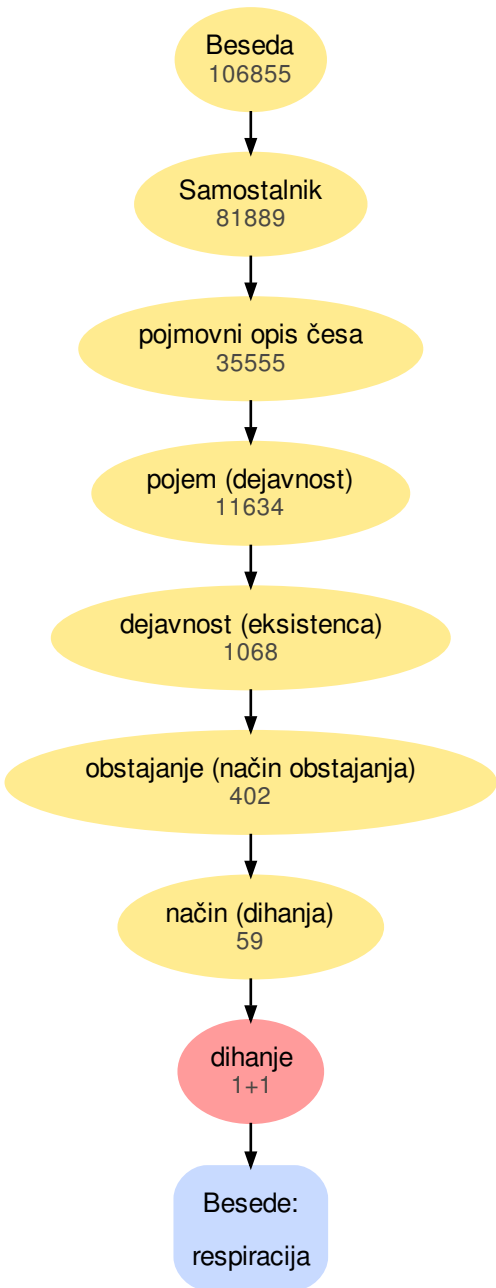 Beseda
106855
Samostalnik
81889
pojmovni opis česa
35555
pojem (dejavnost)
11634
dejavnost (eksistenca)
1068
obstajanje (način obstajanja)
402
način (dihanja)
59
dihanje
1+1
Besede:
respiracija